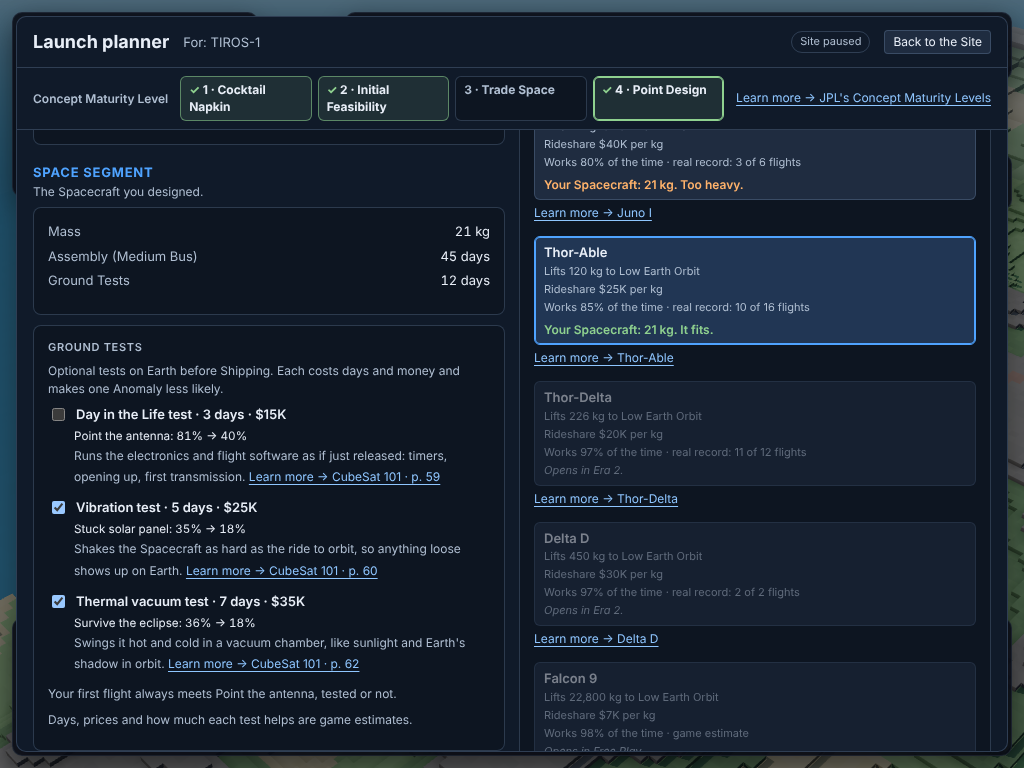 Launch planner
For: TIROS-1
Site paused
Back to the Site
Concept Maturity Level
✓ 1 · Cocktail
Napkin
✓ 2 · Initial
Feasibility
3 · Trade Space
✓ 4 · Point Design
Learn more → JPL's Concept Maturity Levels
SPACE SEGMENT
The Spacecraft you designed.
Mass
21 kg
Assembly (Medium Bus)
45 days
Ground Tests
12 days
GROUND TESTS
Optional tests on Earth before Shipping. Each costs days and money and
makes one Anomaly less likely.
Day in the Life test · 3 days · $15K
Point the antenna: 81% → 40%
Runs the electronics and flight software as if just released: timers,
opening up, first transmission. Learn more → CubeSat 101 · p. 59
Vibration test · 5 days · $25K
Stuck solar panel: 35% → 18%
Shakes the Spacecraft as hard as the ride to orbit, so anything loose
shows up on Earth. Learn more → CubeSat 101 · p. 60
Thermal vacuum test · 7 days · $35K
Survive the eclipse: 36% → 18%
Swings it hot and cold in a vacuum chamber, like sunlight and Earth's
shadow in orbit. Learn more → CubeSat 101 · p. 62
Your first flight always meets Point the antenna, tested or not.
Days, prices and how much each test helps are game estimates.
Rideshare $40K per kg
Works 80% of the time · real record: 3 of 6 flights
Your Spacecraft: 21 kg. Too heavy.
Learn more → Juno I
Thor-Able
Lifts 120 kg to Low Earth Orbit
Rideshare $25K per kg
Works 85% of the time · real record: 10 of 16 flights
Your Spacecraft: 21 kg. It fits.
Learn more → Thor-Able
Thor-Delta
Lifts 226 kg to Low Earth Orbit
Rideshare $20K per kg
Works 97% of the time · real record: 11 of 12 flights
Opens in Era 2.
Learn more → Thor-Delta
Delta D
Lifts 450 kg to Low Earth Orbit
Rideshare $30K per kg
Works 97% of the time · real record: 2 of 2 flights
Opens in Era 2.
Learn more → Delta D
Falcon 9
Lifts 22,800 kg to Low Earth Orbit
Rideshare $7K per kg
Works 98% of the time · game estimate
Opens in Free Play